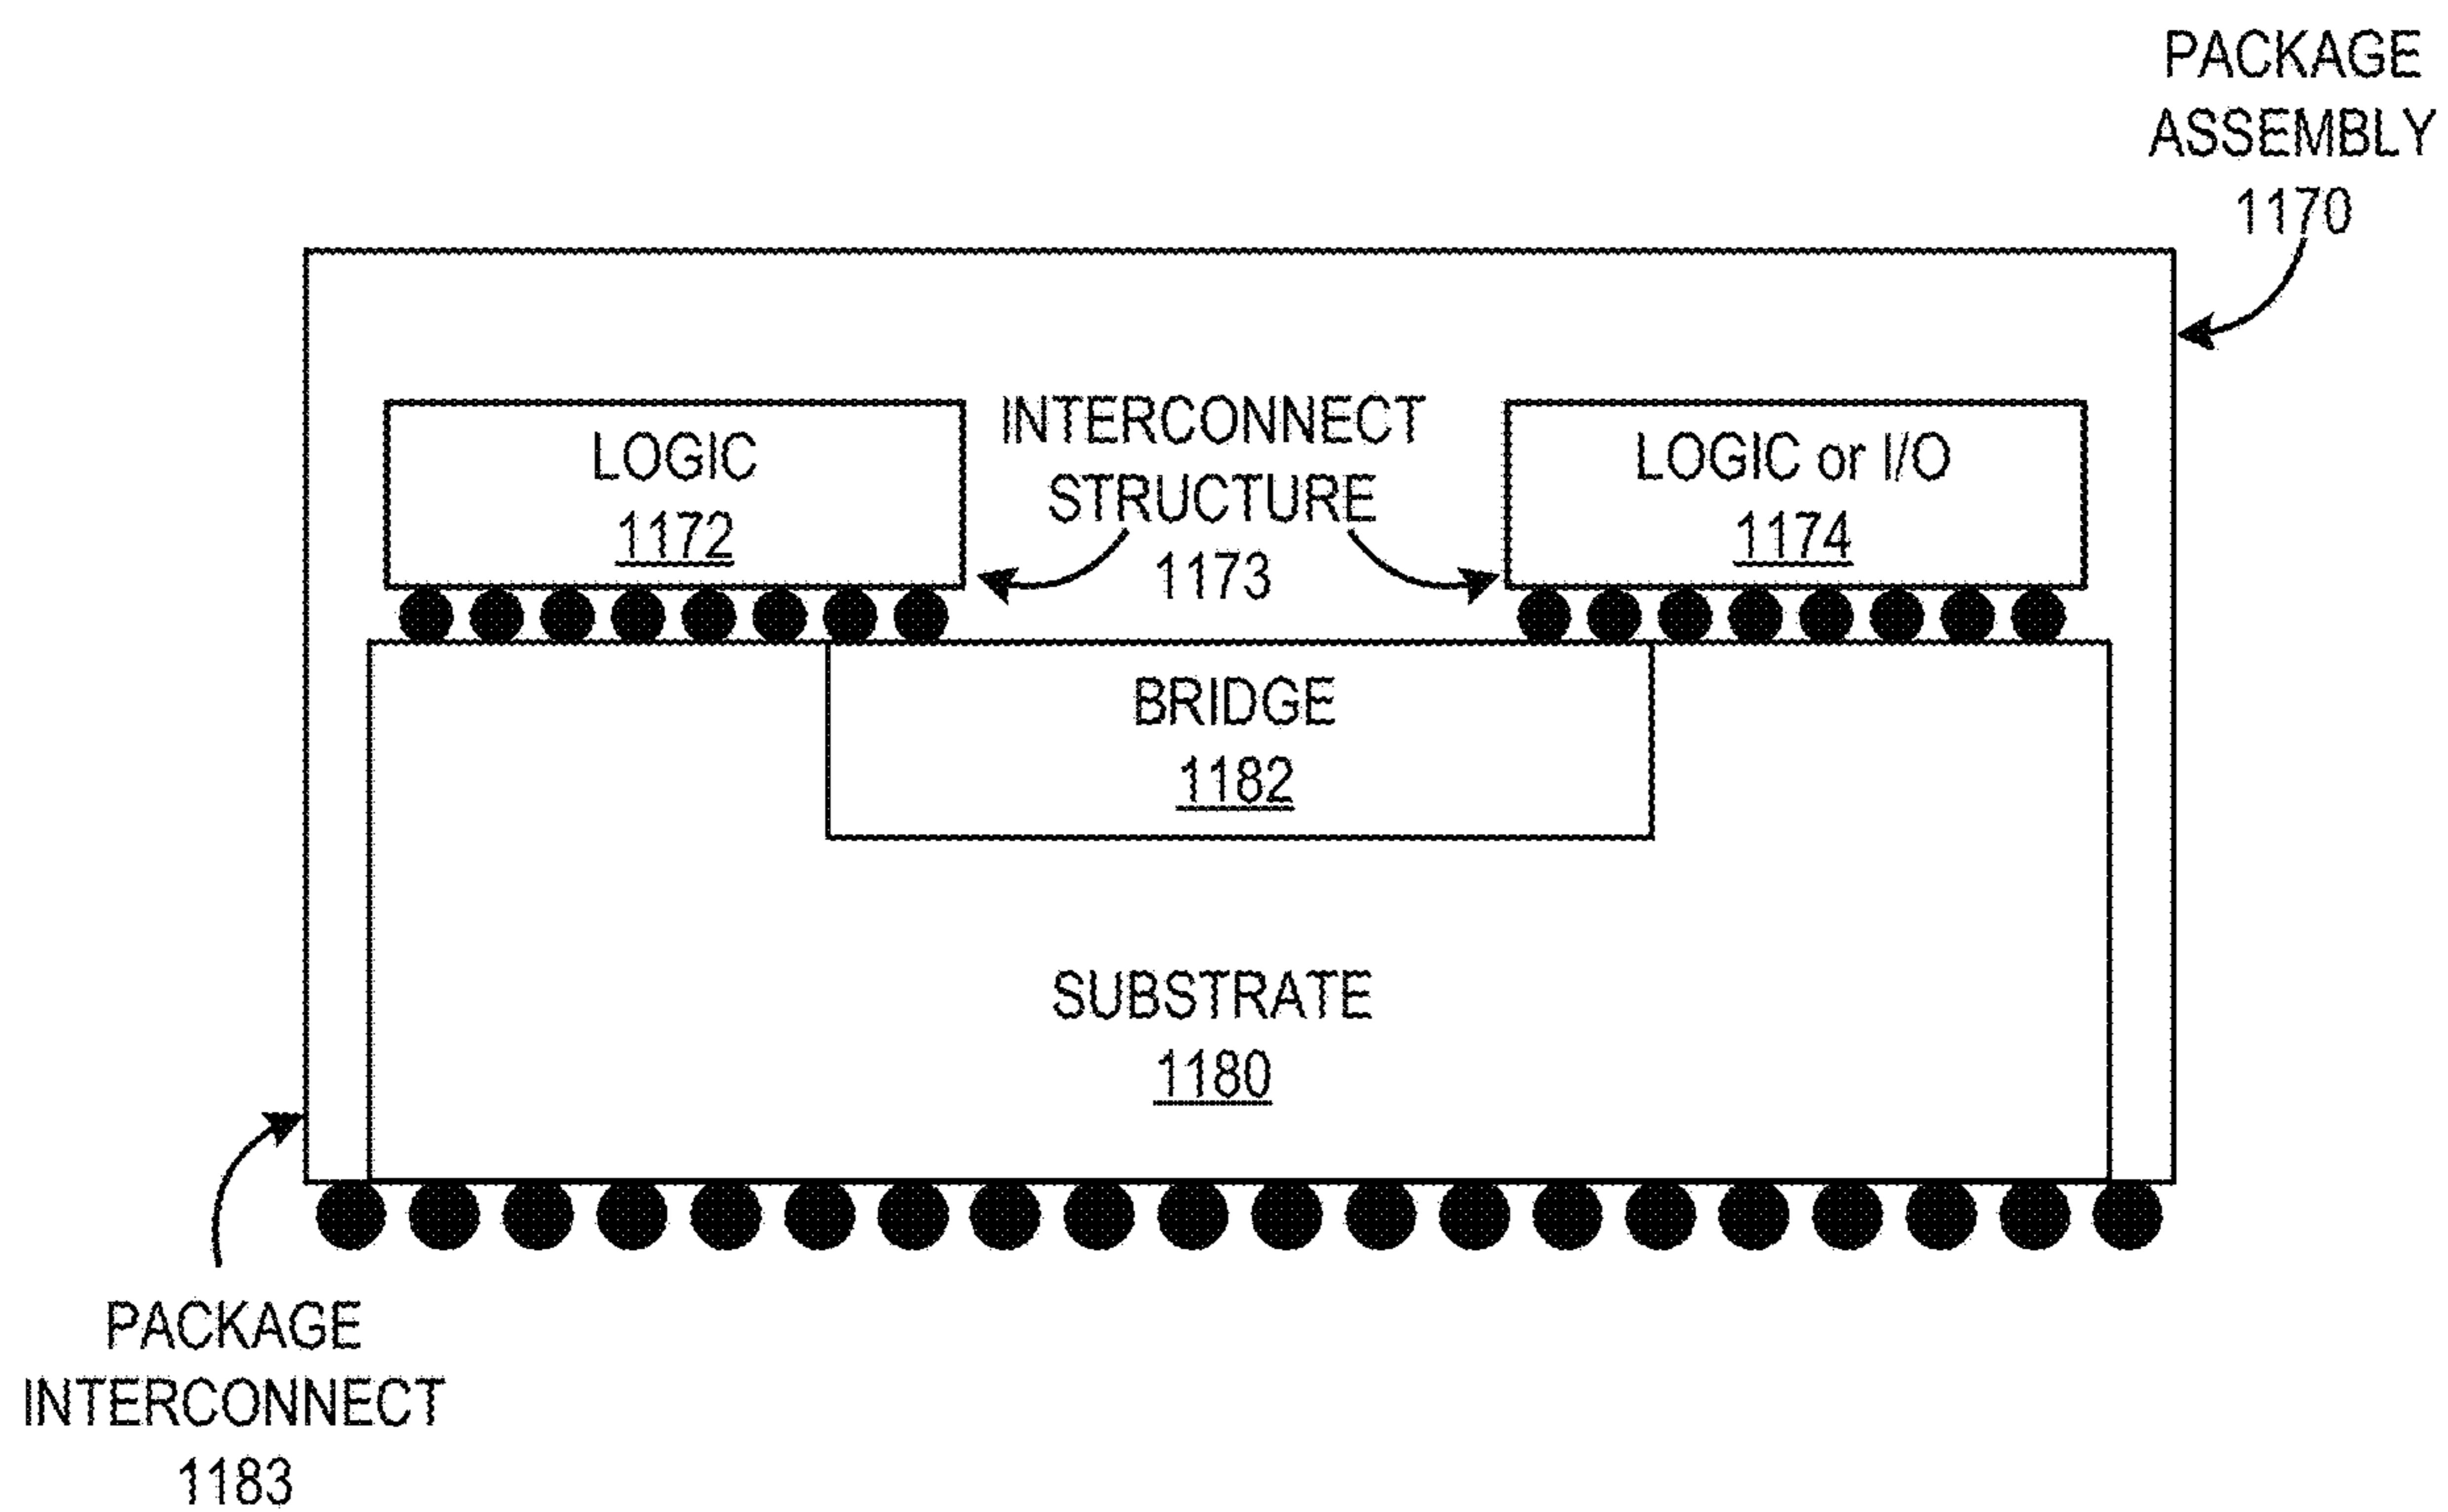 PACKAGE
ASSEMBLY
1170
LOGIC
1172
INTERCONNECT
STRUCTURE
1173
LOGIC or I/O
1174
BRIDGE
1182
SUBSTRATE
1180
PACKAGE
INTERCONNECT
1183